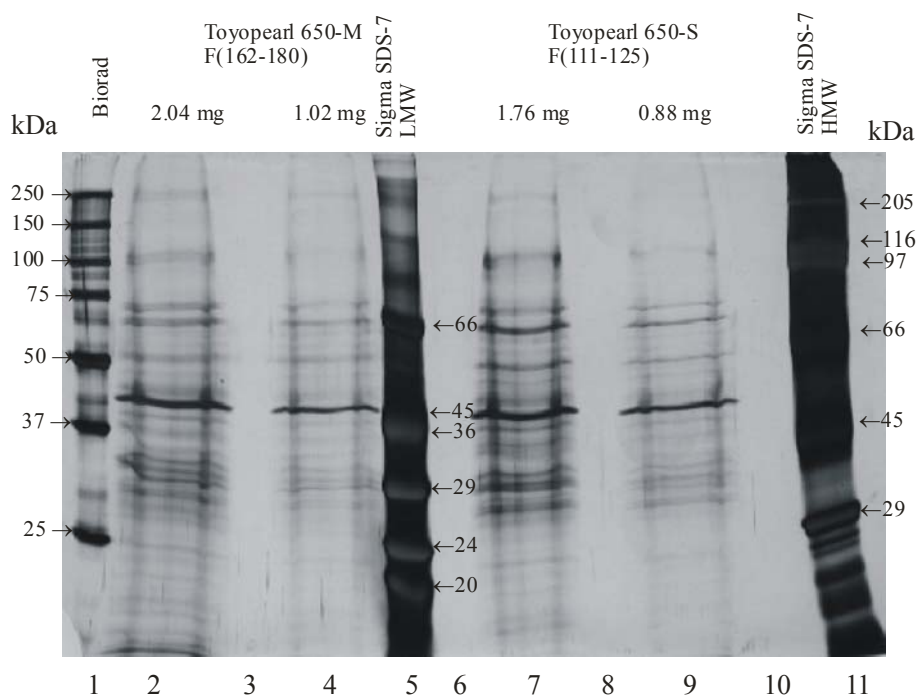 Toyopearl 650-M
F(162-180)
Toyopearl 650-S
F(111-125)
Biorad
2.04 mg
1.02 mg
Sigma SDS-7
LMW
1.76 mg
0.88 mg
Sigma SDS-7
HMW
kDa
kDa
250→
150→
100→
75→
50→
37→
25→
←66
←45
←36
←29
←24
←20
←205
←116
←97
←66
←45
←29
1 2 3 4 5 6 7 8 9 10 11